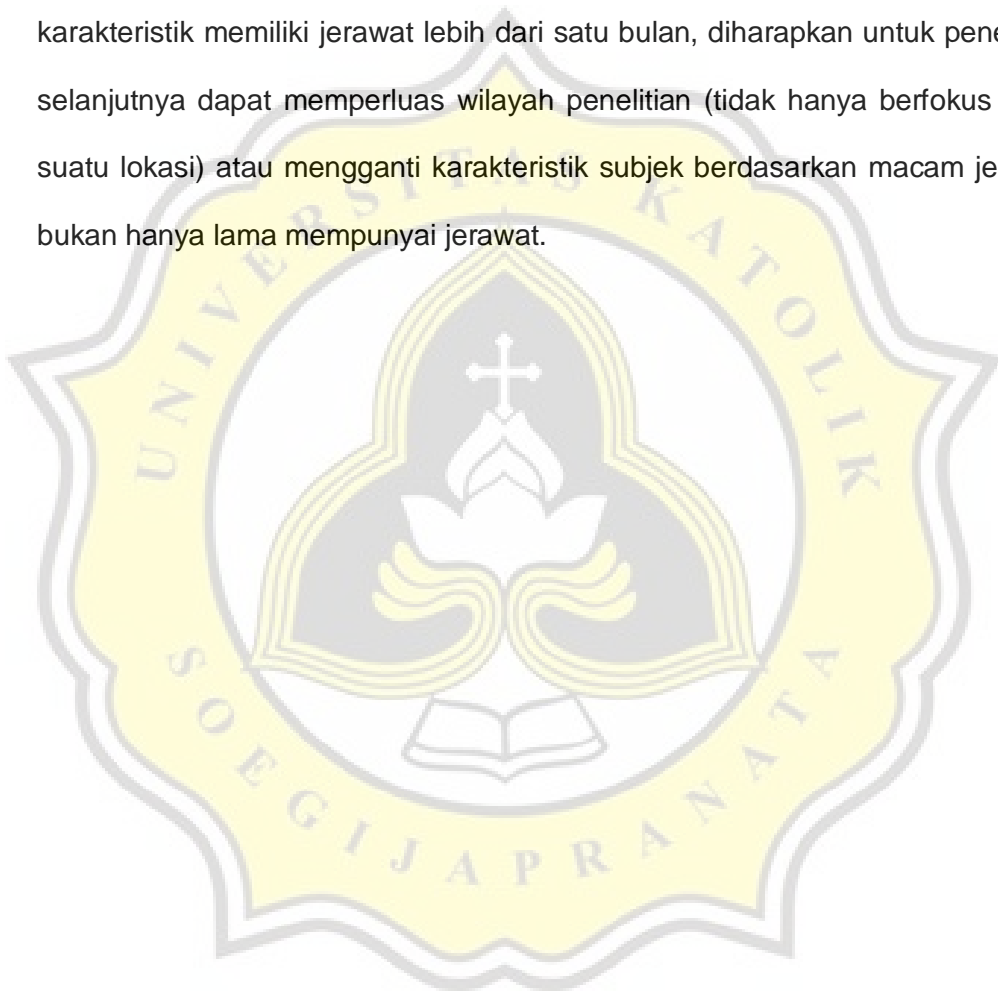 karakteristik memiliki jerawat lebih dari satu bulan, diharapkan untuk
selanjutnya dapat memperluas wilayah penelitian (tidak hanya berfokus
suatu lokasi) atau mengganti karakteristik subjek berdasarkan macam
bukan hanya lama mempunyai jerawat.
UNIVERSITAS KATOLIK
SOEGIJAPRANATA